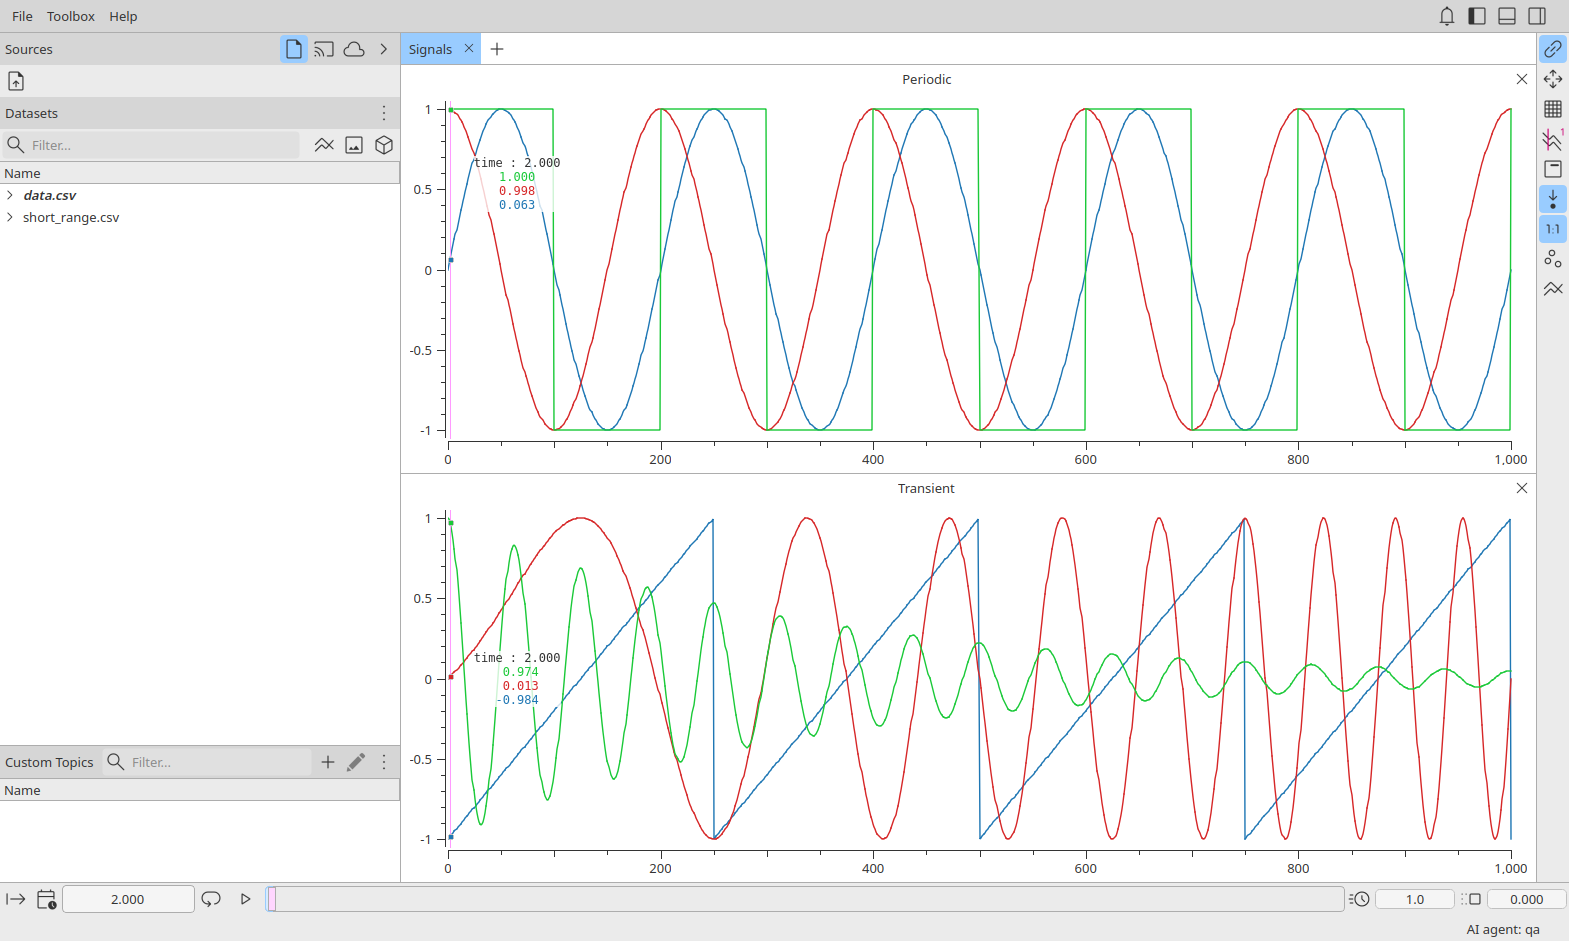 File Toolbox Help
Sources
Datasets
Filter...
Name
data.csv
short_range.csv
Custom Topics
Filter...
Name
Signals
Periodic
1
0.5
0
-0.5
-1
time : 2.000
1.000
0.998
0.063
0 200 400 600 800 1,000
Transient
1
0.5
0
-0.5
-1
time : 2.000
0.974
0.013
-0.984
0 200 400 600 800 1,000
1
1:1
2.000
1.0
0.000
AI agent: qa